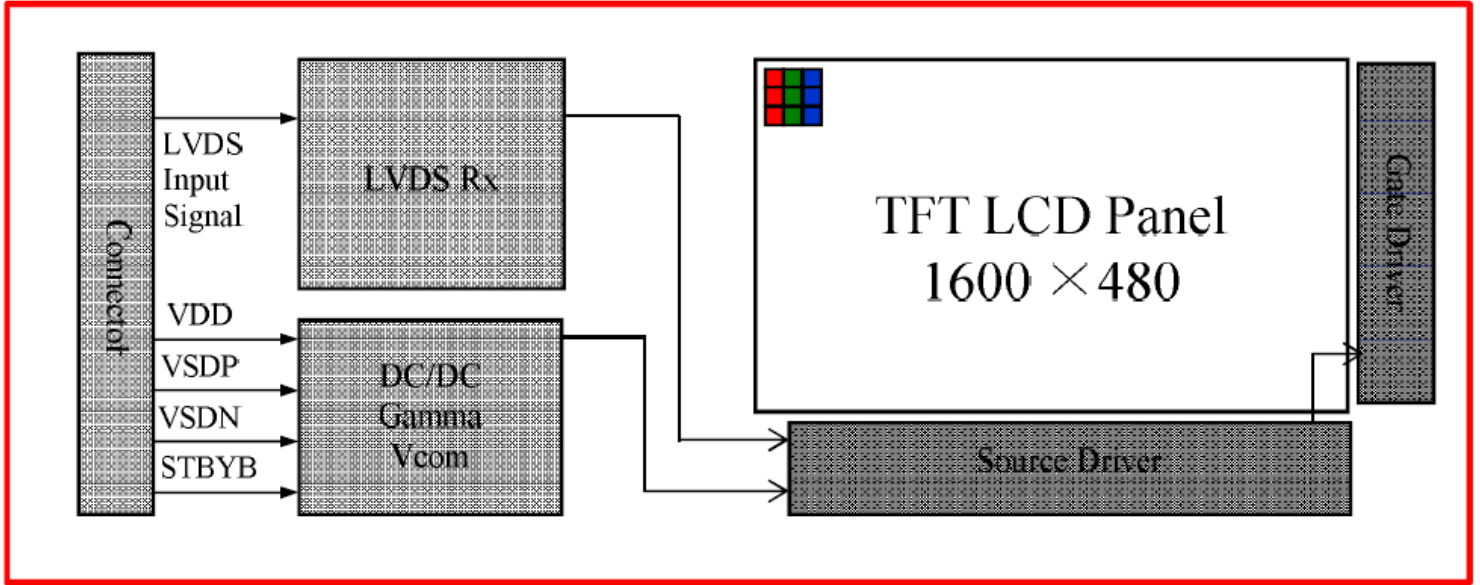 Connector
LVDS
Input
Signal
VDD
VSDP
VSDN
STBYB
LVDS Rx
DC/DC
Gamma
Vcom
TFT LCD Panel
1600 ×480
Source Driver
Gate Driver